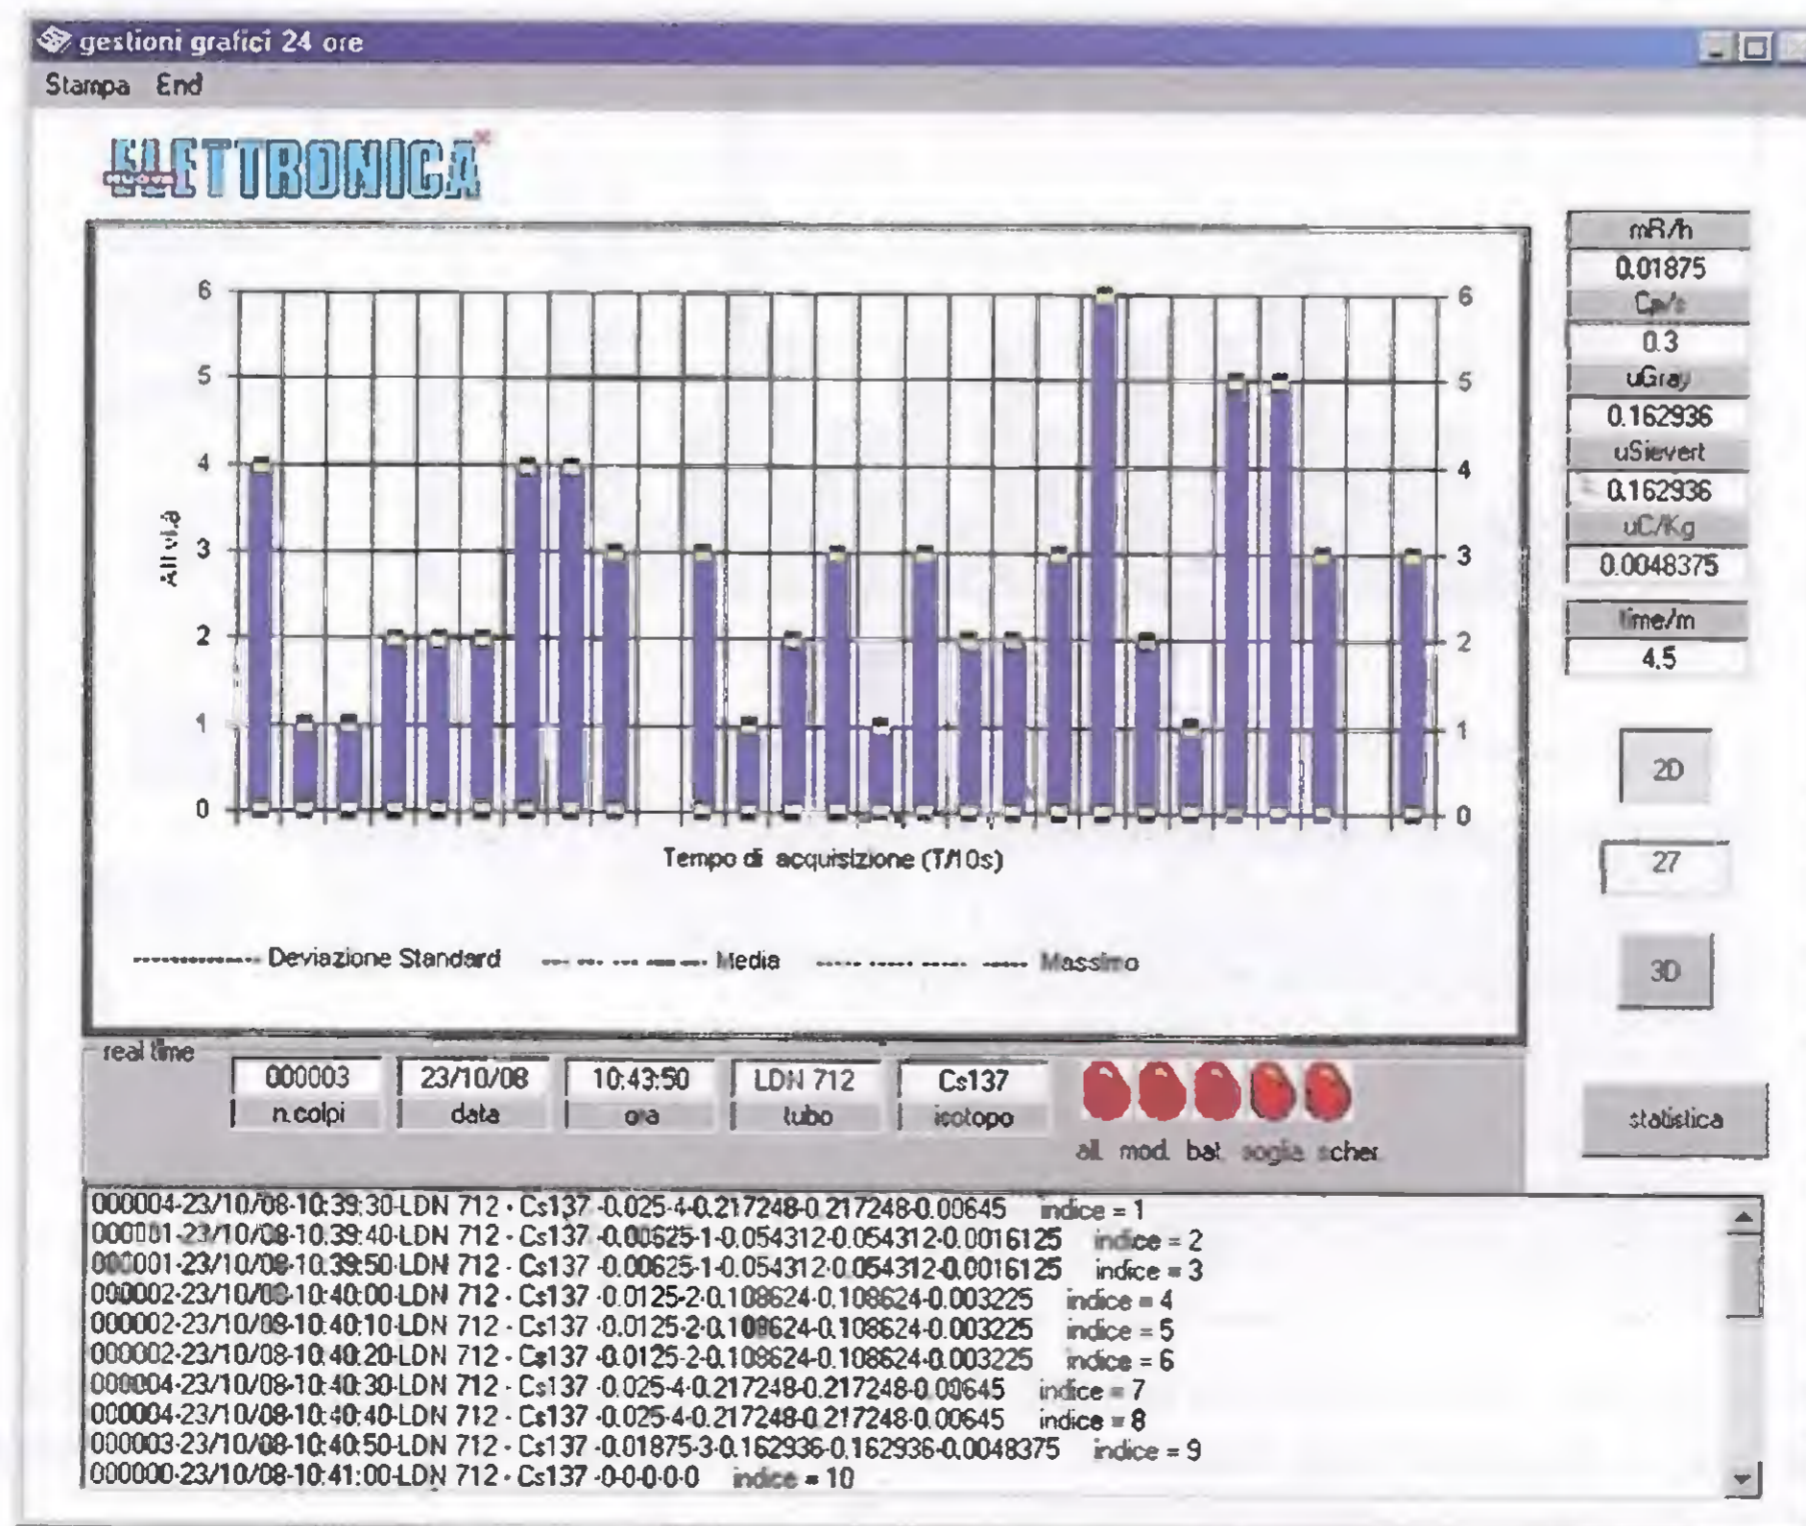 gestioni grafici 24 ore
Stampa End
NUOVA
ELETTRONICA
6
5
4
3
2
1
0
6
5
4
3
2
1
0
Attività
Tempo di acquisizione (T/10s)
Deviazione Standard
Media
Massimo
mR/h
0.01875
Cp/s
0.3
uGray
0.162936
uSievert
0.162936
uC/Kg
0.0048375
time/m
4.5
2D
27
3D
statistica
real time
000003 23/10/08 10:43:50 LDN 712 Cs137
n.colpi data ora tubo isotopo
all. mod. bat. soglia scher.
000004-23/10/08-10:39:30-LDN 712 - Cs137 -0.025-4-0.217248-0.217248-0.00645 indice = 1
000001-23/10/08-10:39:40-LDN 712 - Cs137 -0.00625-1-0.054312-0.054312-0.0016125 indice = 2
000001-23/10/08-10:39:50-LDN 712 - Cs137 -0.00625-1-0.054312-0.054312-0.0016125 indice = 3
000002-23/10/08-10:40:00-LDN 712 - Cs137 -0.0125-2-0.108624-0.108624-0.003225 indice = 4
000002-23/10/08-10:40:10-LDN 712 - Cs137 -0.0125-2-0.108624-0.108624-0.003225 indice = 5
000002-23/10/08-10:40:20-LDN 712 - Cs137 -0.0125-2-0.108624-0.108624-0.003225 indice = 6
000004-23/10/08-10:40:30-LDN 712 - Cs137 -0.025-4-0.217248-0.217248-0.00645 indice = 7
000004-23/10/08-10:40:40-LDN 712 - Cs137 -0.025-4-0.217248-0.217248-0.00645 indice = 8
000003-23/10/08-10:40:50-LDN 712 - Cs137 -0.01875-3-0.162936-0.162936-0.0048375 indice = 9
000000-23/10/08-10:41:00-LDN 712 - Cs137 -0-0-0-0-0 indice = 10